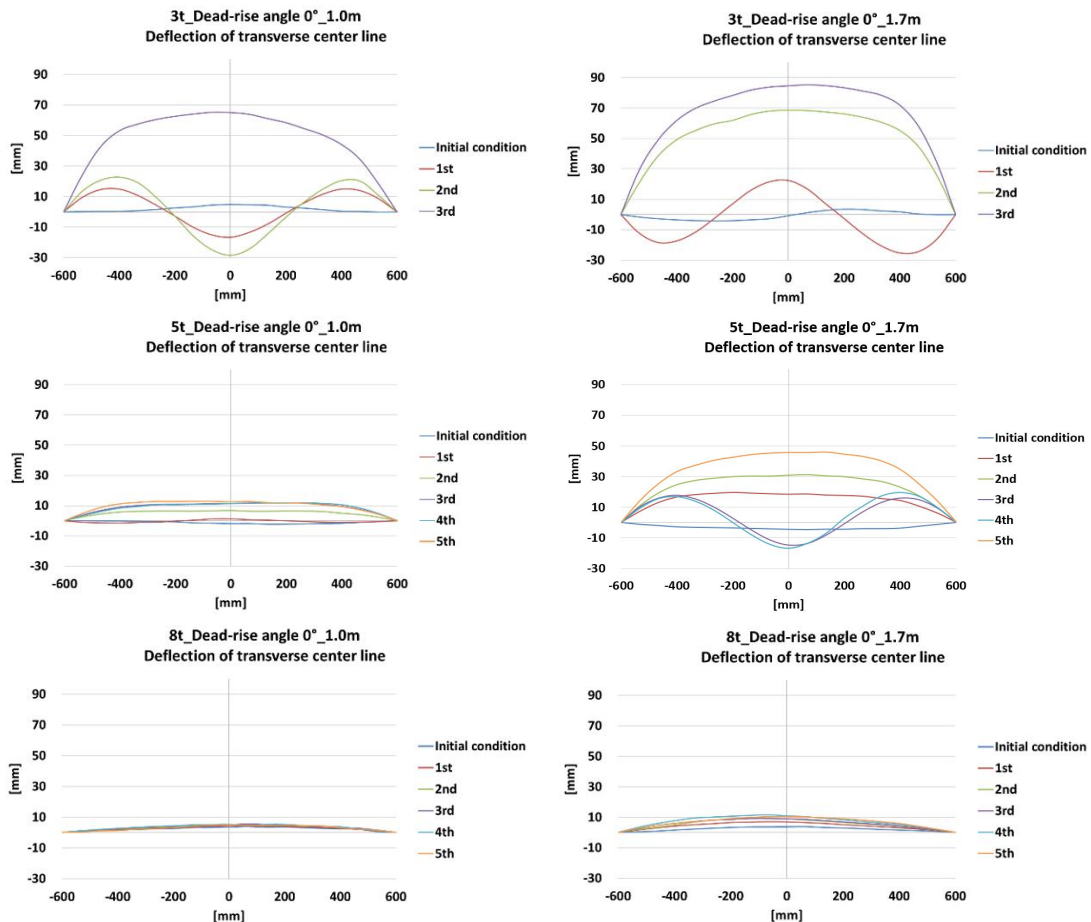 3t_Dead-rise angle 0°_1.0m
Deflection of transverse center line
90
70
50
30
10
-10
-30
[mm]
-600 -400 -200 0 200 400 600
[mm]
Initial condition
1st
2nd
3rd
3t_Dead-rise angle 0°_1.7m
Deflection of transverse center line
90
70
50
30
10
-10
-30
[mm]
-600 -400 -200 0 200 400 600
[mm]
Initial condition
1st
2nd
3rd
5t_Dead-rise angle 0°_1.0m
Deflection of transverse center line
90
70
50
30
10
-10
-30
[mm]
-600 -400 -200 0 200 400 600
[mm]
Initial condition
1st
2nd
3rd
4th
5th
5t_Dead-rise angle 0°_1.7m
Deflection of transverse center line
90
70
50
30
10
-10
-30
[mm]
-600 -400 -200 0 200 400 600
[mm]
Initial condition
1st
2nd
3rd
4th
5th
8t_Dead-rise angle 0°_1.0m
Deflection of transverse center line
90
70
50
30
10
-10
-30
[mm]
-600 -400 -200 0 200 400 600
[mm]
Initial condition
1st
2nd
3rd
4th
5th
8t_Dead-rise angle 0°_1.7m
Deflection of transverse center line
90
70
50
30
10
-10
-30
[mm]
-600 -400 -200 0 200 400 600
[mm]
Initial condition
1st
2nd
3rd
4th
5th